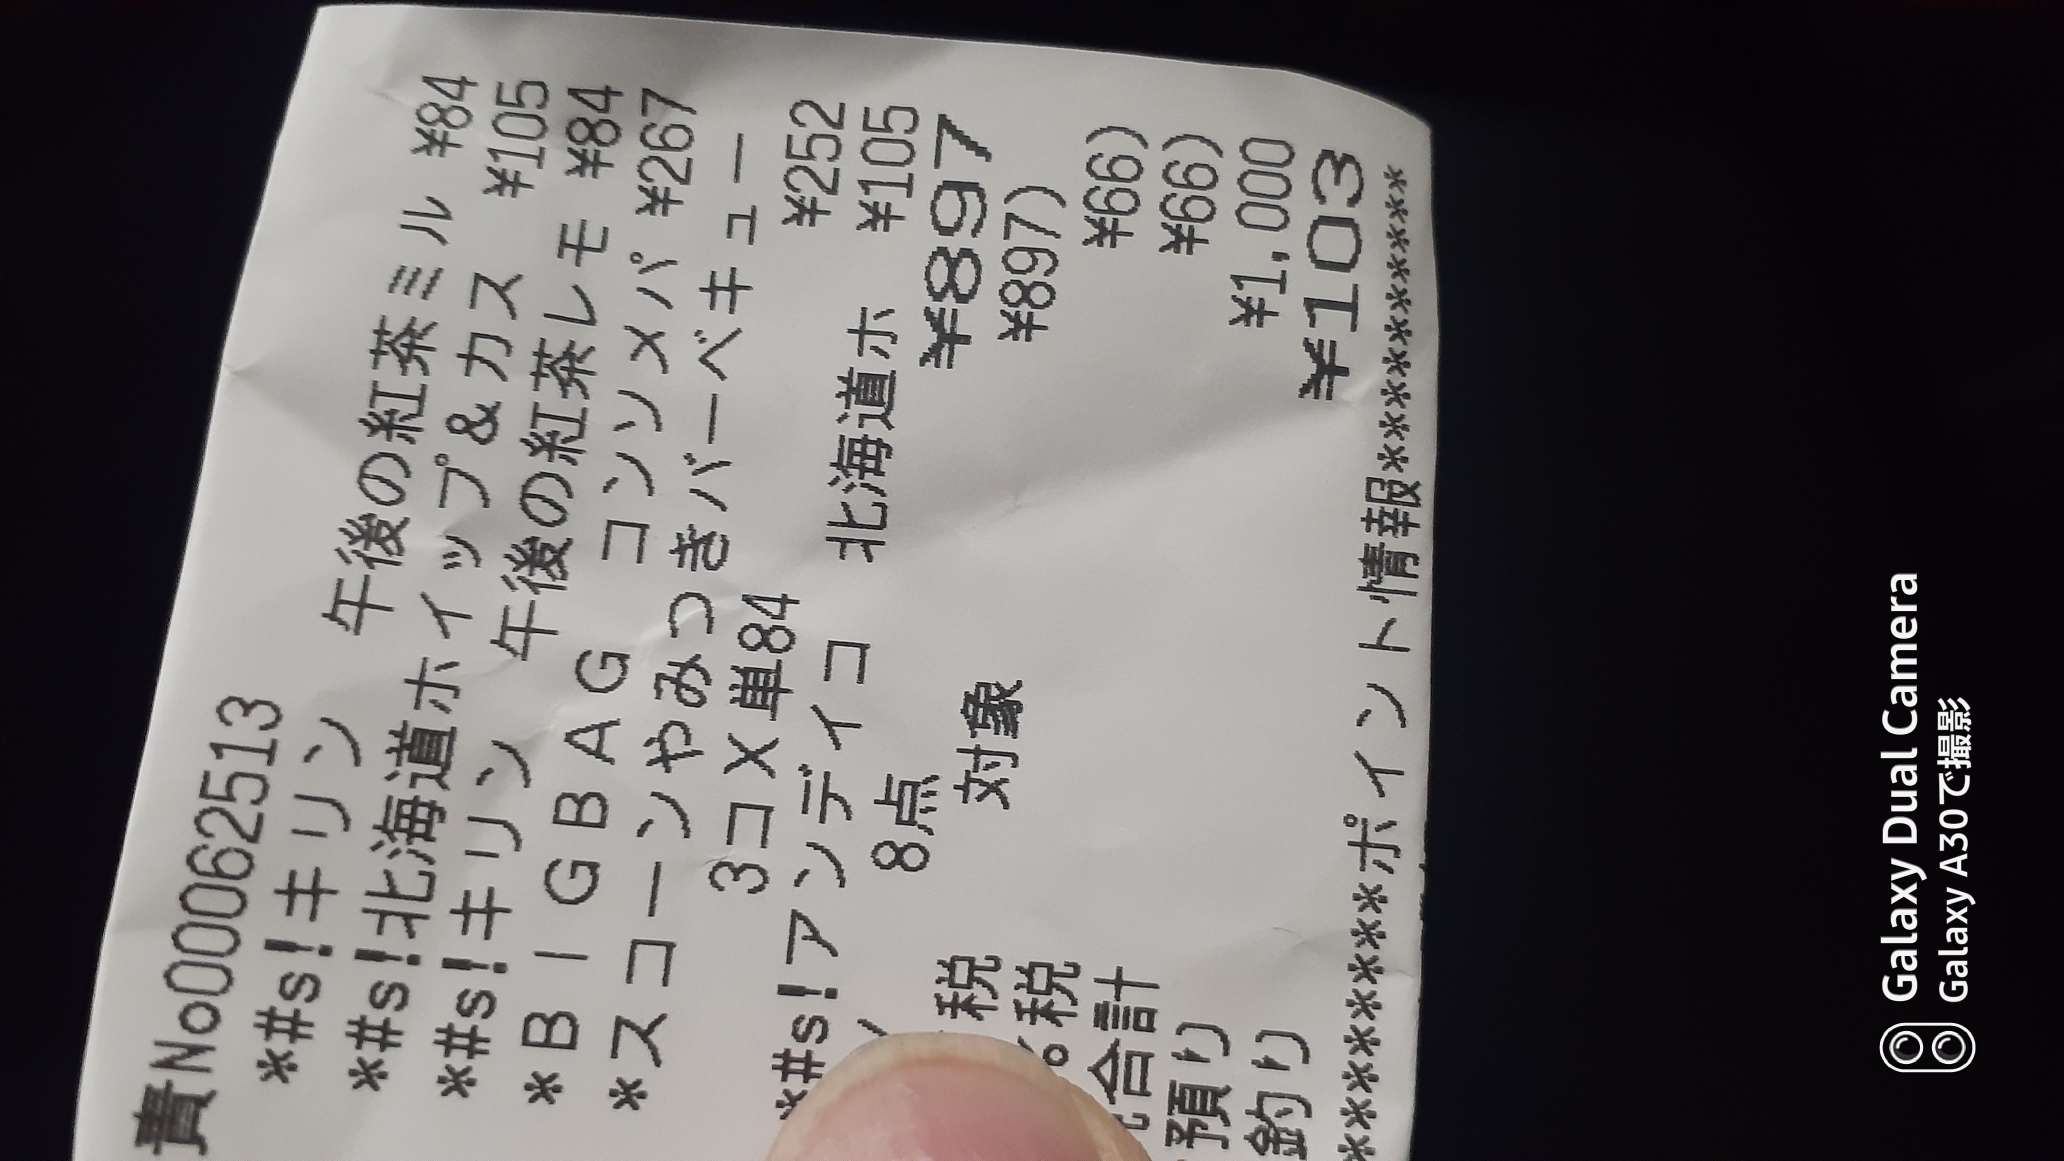 責No00062513
*#s!キリン 午後の紅茶ミル ¥84
*#s!北海道ホイップ&カス ¥105
*#s!キリン 午後の紅茶レモ ¥84
*BIGBAG コンソメパ ¥267
*スコーンやみつきバーベキュー
3コX単84 ¥252
*#s!アンディコ 北海道ホ ¥105
8点 ¥897
税 対象 ¥897)
%税 ¥66)
合計 ¥66)
預り ¥1,000
釣り ¥103
**********ポイント情報**************
Galaxy Dual Camera
Galaxy A30で撮影